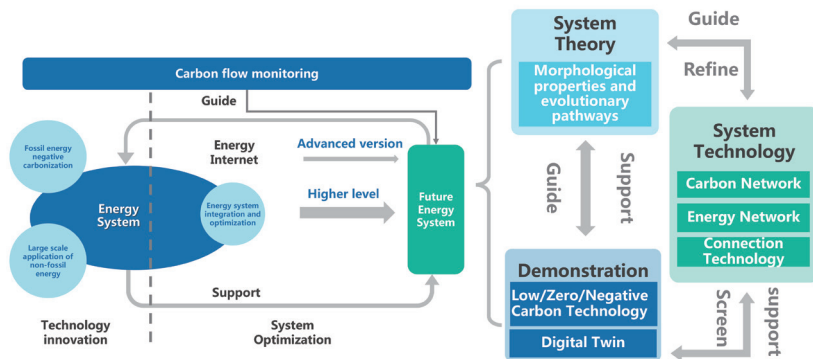 Carbon flow monitoring
Guide
Fossil energy
negative
carbonization
Energy
Internet
Advanced version
Higher level
Energy
System
Energy system
integration and
optimization
Future
Energy
System
Large scale
application of
non-fossil
energy
Support
Technology
innovation
System
Optimization
System
Theory
Morphological
properties and
evolutionary
pathways
Guide
Support
Demonstration
Low/Zero/Negative
Carbon Technology
Digital Twin
Guide
Refine
System
Technology
Carbon Network
Energy Network
Connection
Technology
Screen
support